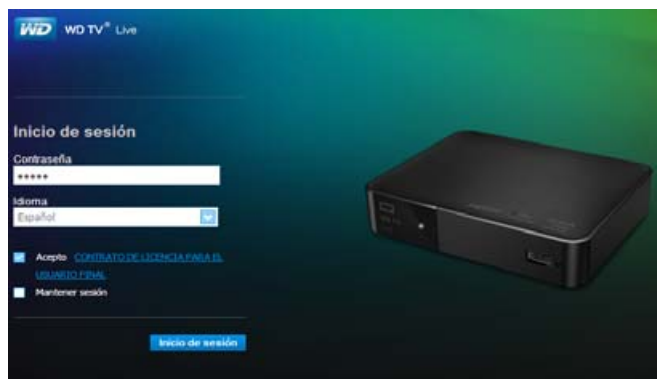 WD WD TV® Live
Inicio de sesión
Contraseña
*****
Idioma
Español
Acepto CONTRATO DE LICENCIA PARA EL
USUARIO FINAL
Mantener sesión
Inicio de sesión